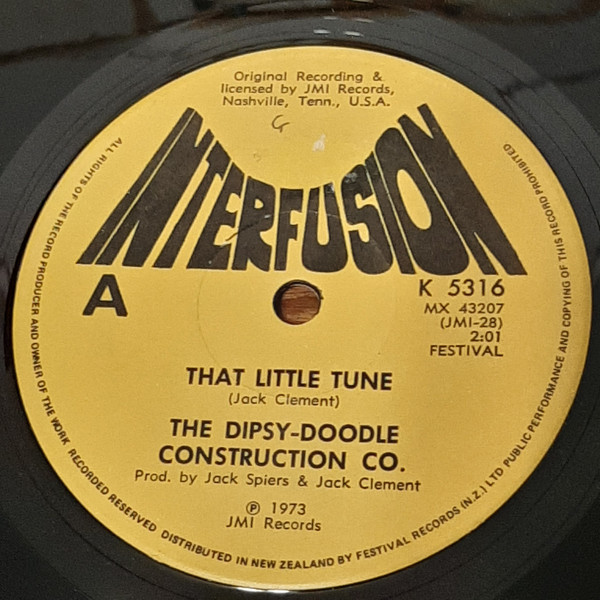 Original Recording &
licensed by JMI Records,
Nashville, Tenn., U.S.A.
G
INTERFUSION
A
K 5316
MX 43207
(JMI-28)
2:01
FESTIVAL
THAT LITTLE TUNE
(Jack Clement)
THE DIPSY-DOODLE
CONSTRUCTION CO.
Prod. by Jack Spiers & Jack Clement
℗ 1973
JMI Records
ALL RIGHTS OF THE RECORD PRODUCER AND OWNER OF THE WORK RECORDED RESERVED DISTRIBUTED IN NEW ZEALAND BY FESTIVAL RECORDS (N.Z.) LTD PUBLIC PERFORMANCE AND COPYING OF THIS RECORD PROHIBITED